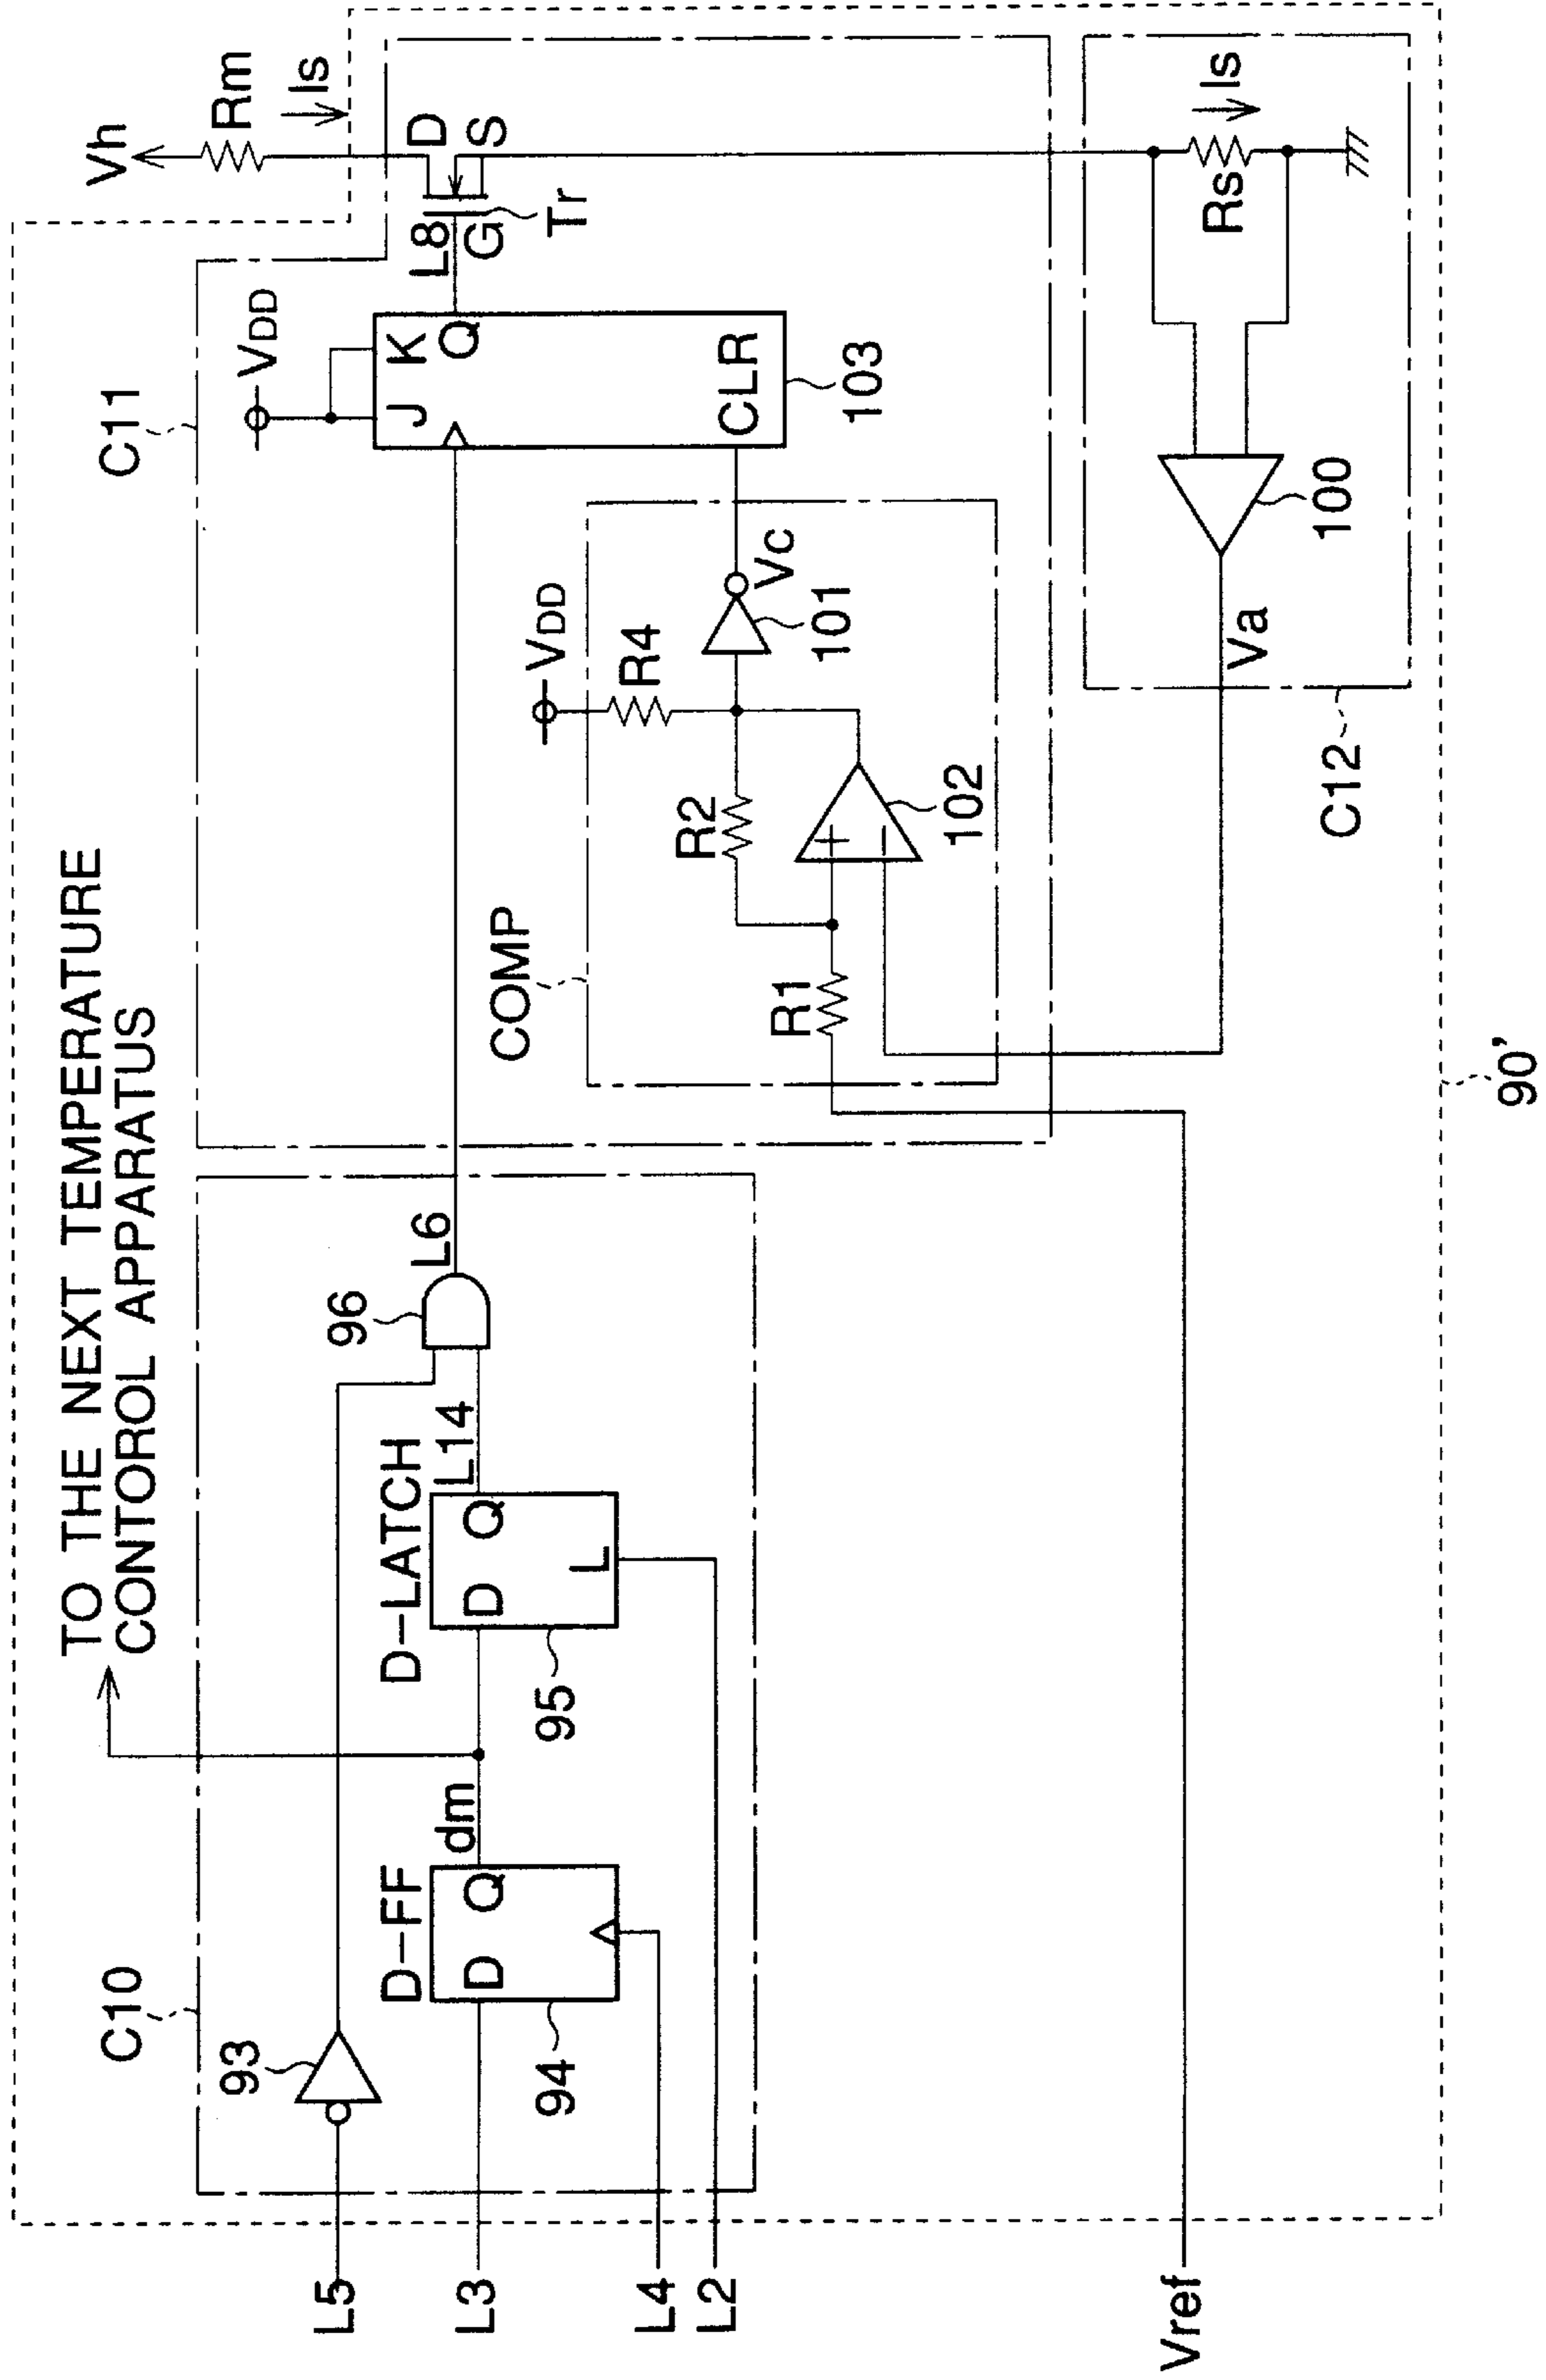 TO THE NEXT TEMPERATURE
CONTOROL APPARATUS
C10
C11
Vh
Rm
Is
93
96
L6
D-FF
D Q
94
dm
D-LATCH
D Q
L
95
L14
VDD
J K
Q
CLR
103
L8
G
D
S
Tr
COMP
VDD
R4
R2
R1
102
101
Vc
Rs
Is
100
Va
C12
L5
L3
L4
L2
Vref
90'